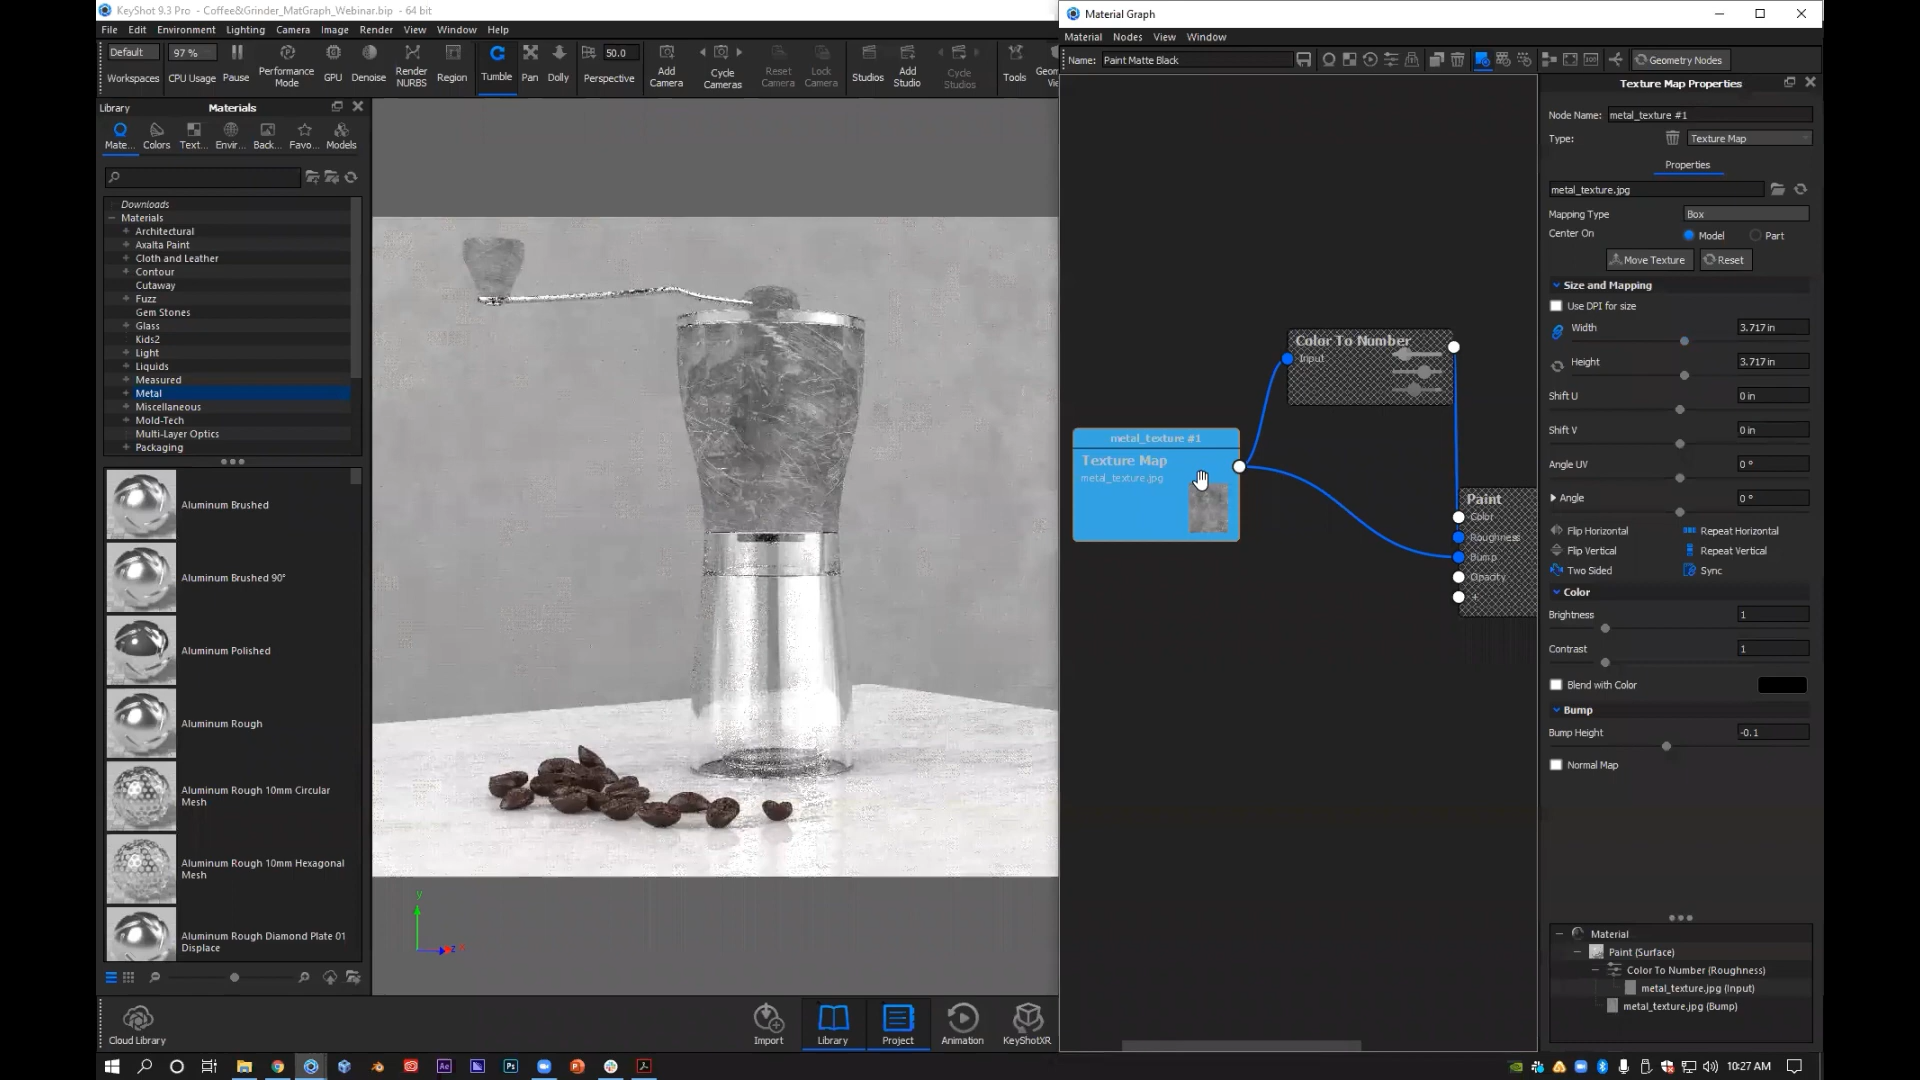 KeyShot 9.3 Pro - Coffee&Grinder_MatGraph_Webinar.bip - 64 bit
File Edit Environment Lighting Camera Image Render View Window Help
Default 97 % 50.0
Workspaces CPU Usage Pause Performance Mode GPU Denoise Render NURBS Region Tumble Pan Dolly Perspective Add Camera Cycle Cameras Reset Camera Lock Camera Studios Add Studio Cycle Studios Tools
Library Materials
Mate... Colors Text... Envir... Back... Favo... Models
Downloads
Materials
Architectural
Axalta Paint
Cloth and Leather
Contour
Cutaway
Fuzz
Gem Stones
Glass
Kids2
Light
Liquids
Measured
Metal
Miscellaneous
Mold-Tech
Multi-Layer Optics
Packaging
Aluminum Brushed
Aluminum Brushed 90°
Aluminum Polished
Aluminum Rough
Aluminum Rough 10mm Circular
Mesh
Aluminum Rough 10mm Hexagonal
Mesh
Aluminum Rough Diamond Plate 01
Displace
y
z
Cloud Library Import Library Project Animation KeyShotXR
Material Graph
Material Nodes View Window
Name: Paint Matte Black Geometry Nodes
Color To Number
Input
metal_texture #1
Texture Map
metal_texture.jpg
Paint
Color
Roughness
Bump
Opacity
+
Texture Map Properties
Node Name: metal_texture #1
Type: Texture Map
Properties
metal_texture.jpg
Mapping Type Box
Center On Model Part
Move Texture Reset
Size and Mapping
Use DPI for size
Width 3.717 in
Height 3.717 in
Shift U 0 in
Shift V 0 in
Angle UV 0 °
Angle 0 °
Flip Horizontal Repeat Horizontal
Flip Vertical Repeat Vertical
Two Sided Sync
Color
Brightness 1
Contrast 1
Blend with Color
Bump
Bump Height -0.1
Normal Map
Material
Paint (Surface)
Color To Number (Roughness)
metal_texture.jpg (Input)
metal_texture.jpg (Bump)
10:27 AM